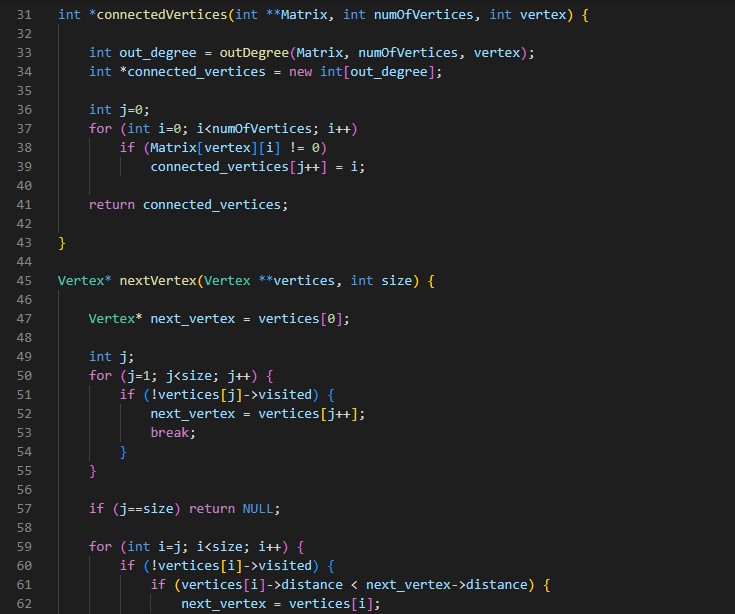 31 int *connectedVertices(int **Matrix, int numOfVertices, int vertex) {
32
33 int out_degree = outDegree(Matrix, numOfVertices, vertex);
34 int *connected_vertices = new int[out_degree];
35
36 int j=0;
37 for (int i=0; i<numOfVertices; i++)
38 if (Matrix[vertex][i] != 0)
39 connected_vertices[j++] = i;
40
41 return connected_vertices;
42
43 }
44
45 Vertex* nextVertex(Vertex **vertices, int size) {
46
47 Vertex* next_vertex = vertices[0];
48
49 int j;
50 for (j=1; j<size; j++) {
51 if (!vertices[j]->visited) {
52 next_vertex = vertices[j++];
53 break;
54 }
55 }
56
57 if (j==size) return NULL;
58
59 for (int i=j; i<size; i++) {
60 if (!vertices[i]->visited) {
61 if (vertices[i]->distance < next_vertex->distance) {
62 next_vertex = vertices[i];